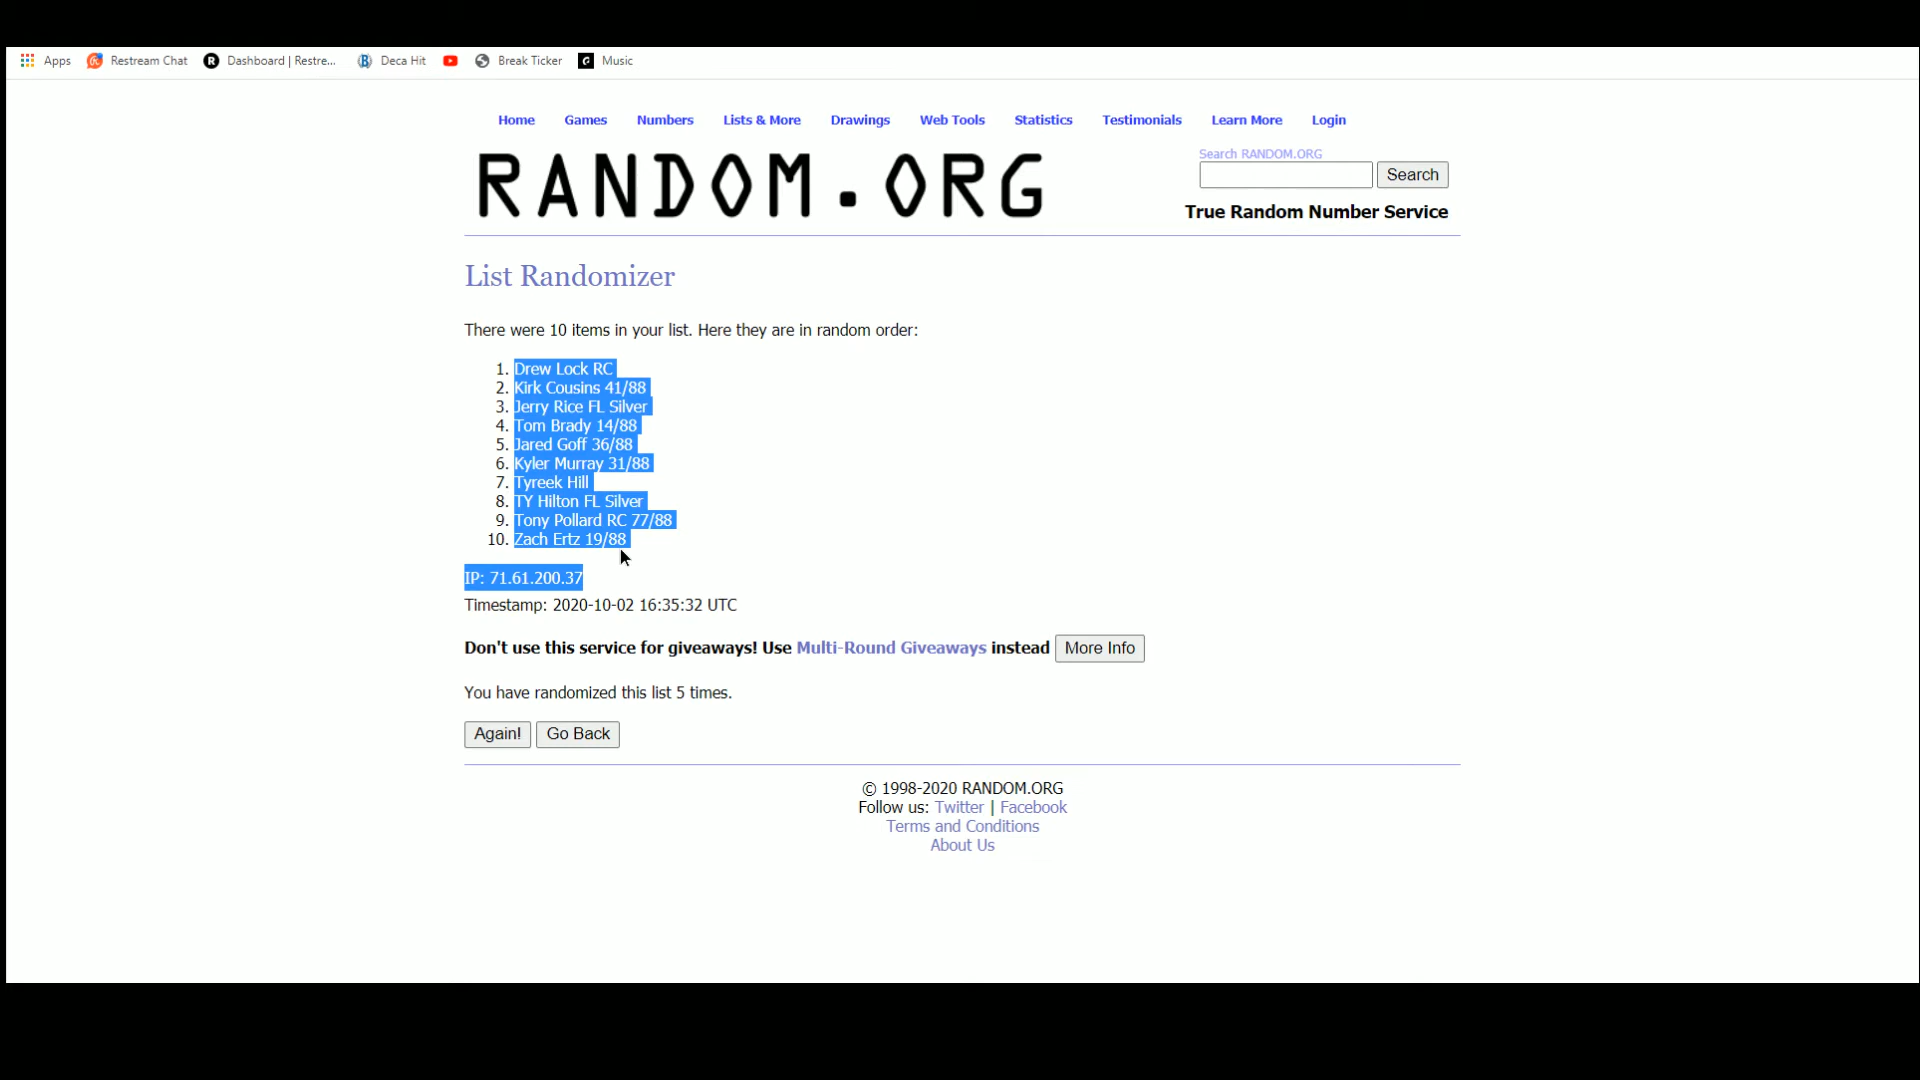 Apps Restream Chat Dashboard | Restre... Deca Hit Break Ticker Music
Home Games Numbers Lists & More Drawings Web Tools Statistics Testimonials Learn More Login
RANDOM.ORG
Search RANDOM.ORG
Search
True Random Number Service
List Randomizer
There were 10 items in your list. Here they are in random order:
1. Drew Lock RC
2. Kirk Cousins 41/88
3. Jerry Rice FL Silver
4. Tom Brady 14/88
5. Jared Goff 36/88
6. Kyler Murray 31/88
7. Tyreek Hill
8. TY Hilton FL Silver
9. Tony Pollard RC 77/88
10. Zach Ertz 19/88
IP: 71.61.200.37
Timestamp: 2020-10-02 16:35:32 UTC
Don't use this service for giveaways! Use Multi-Round Giveaways instead More Info
You have randomized this list 5 times.
Again! Go Back
© 1998-2020 RANDOM.ORG
Follow us: Twitter | Facebook
Terms and Conditions
About Us